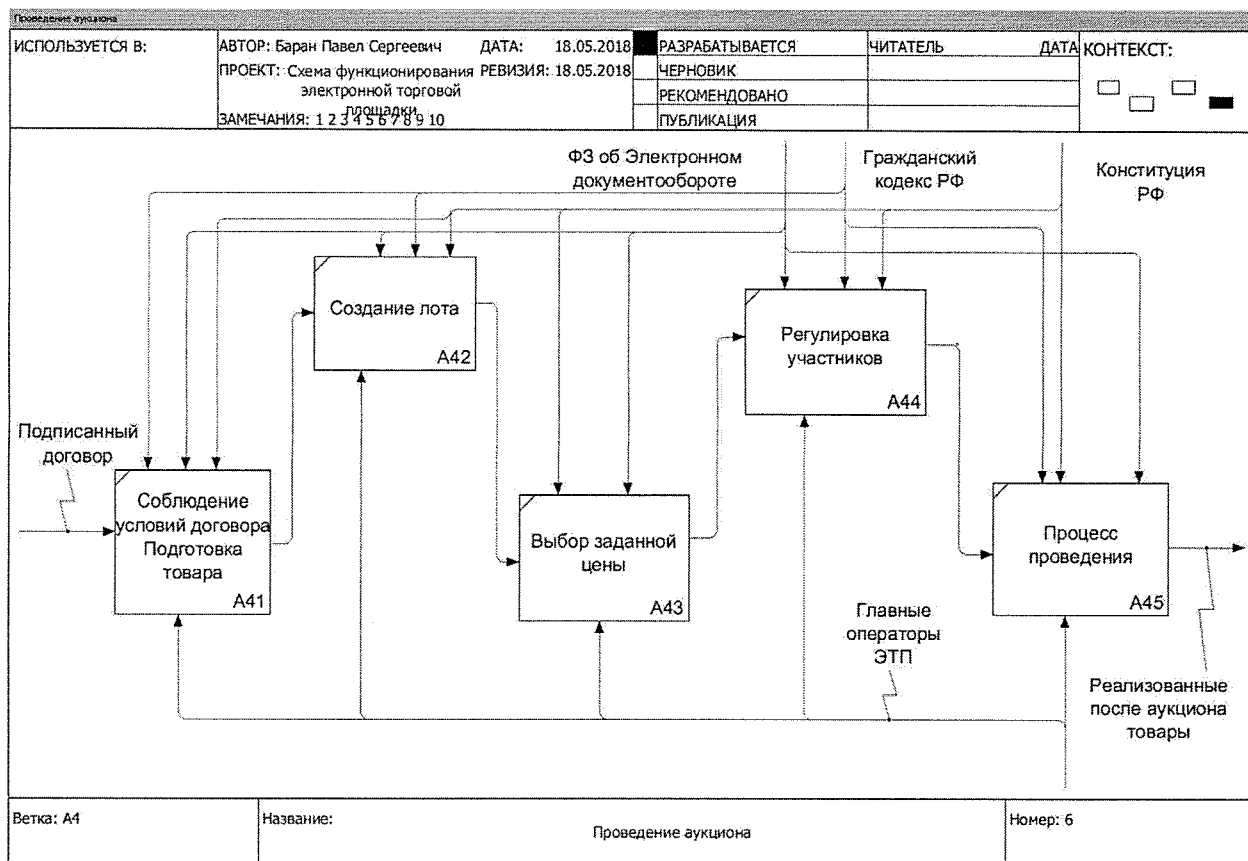 Проведение аукциона
ИСПОЛЬЗУЕТСЯ В:
АВТОР: Баран Павел Сергеевич
ДАТА: 18.05.2018
РАЗРАБАТЫВАЕТСЯ
ЧИТАТЕЛЬ
ДАТА
КОНТЕКСТ:
ПРОЕКТ: Схема функционирования
электронной торговой
площадки
РЕВИЗИЯ: 18.05.2018
ЧЕРНОВИК
РЕКОМЕНДОВАНО
ЗАМЕЧАНИЯ: 1 2 3 4 5 6 7 8 9 10
ПУБЛИКАЦИЯ
ФЗ об Электронном
документообороте
Гражданский
кодекс РФ
Конституция
РФ
Создание лота
A42
Регулировка
участников
A44
Подписанный
договор
Соблюдение
условий договора
Подготовка
товара
A41
Выбор заданной
цены
A43
Процесс
проведения
A45
Главные
операторы
ЭТП
Реализованные
после аукциона
товары
Ветка: A4
Название:
Проведение аукциона
Номер: 6